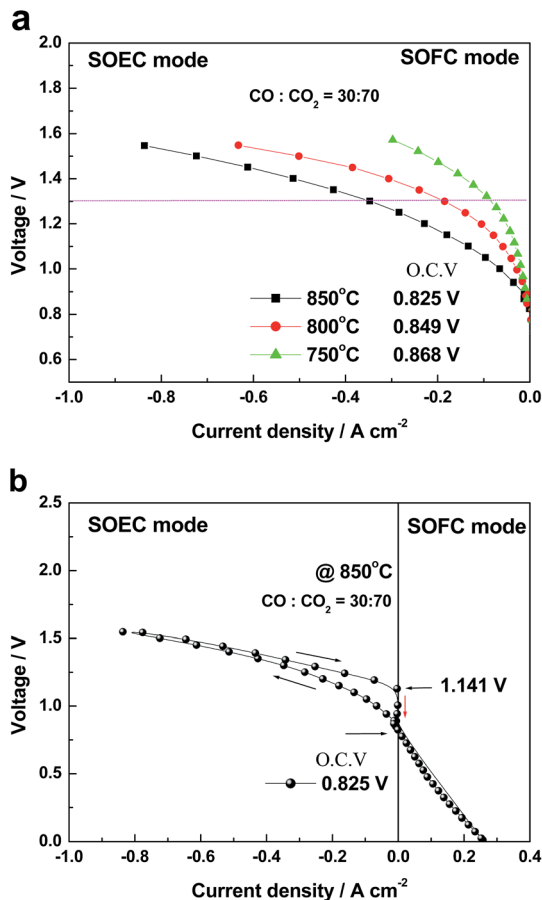 a
SOEC mode
SOFC mode
CO : CO2 = 30:70
O.C.V
850oC 0.825 V
800oC 0.849 V
750oC 0.868 V
2.0
1.8
1.6
1.4
1.2
1.0
0.8
0.6
Voltage / V
-1.0 -0.8 -0.6 -0.4 -0.2 0.0
Current density / A cm-2
b
SOEC mode
SOFC mode
@ 850oC
CO : CO2 = 30:70
1.141 V
O.C.V
0.825 V
2.5
2.0
1.5
1.0
0.5
0.0
Voltage / V
-1.0 -0.8 -0.6 -0.4 -0.2 0.0 0.2 0.4
Current density / A cm-2